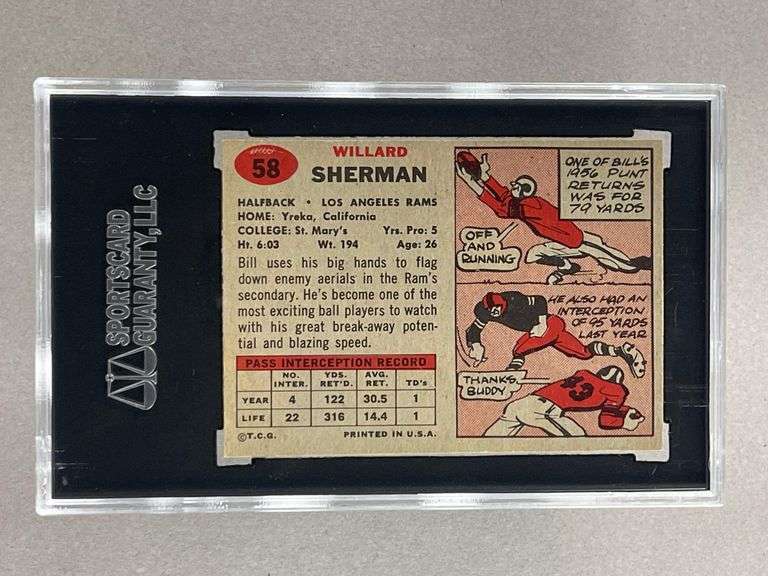 SPORTSCARD
GUARANTY, LLC
58
WILLARD
SHERMAN
HALFBACK • LOS ANGELES RAMS
HOME: Yreka, California
COLLEGE: St. Mary's Yrs. Pro: 5
Ht. 6:03 Wt. 194 Age: 26
Bill uses his big hands to flag
down enemy aerials in the Ram's
secondary. He's become one of the
most exciting ball players to watch
with his great break-away poten-
tial and blazing speed.
PASS INTERCEPTION RECORD
NO. INTER. YDS. RET'D. AVG. RET. TD's
YEAR 4 122 30.5 1
LIFE 22 316 14.4 1
©T.C.G. PRINTED IN U.S.A.
ONE OF BILL'S
1956 PUNT
RETURNS
WAS FOR
79 YARDS
OFF
AND
RUNNING
HE ALSO HAD AN
INTERCEPTION
OF 95 YARDS
LAST YEAR
THANKS,
BUDDY
43